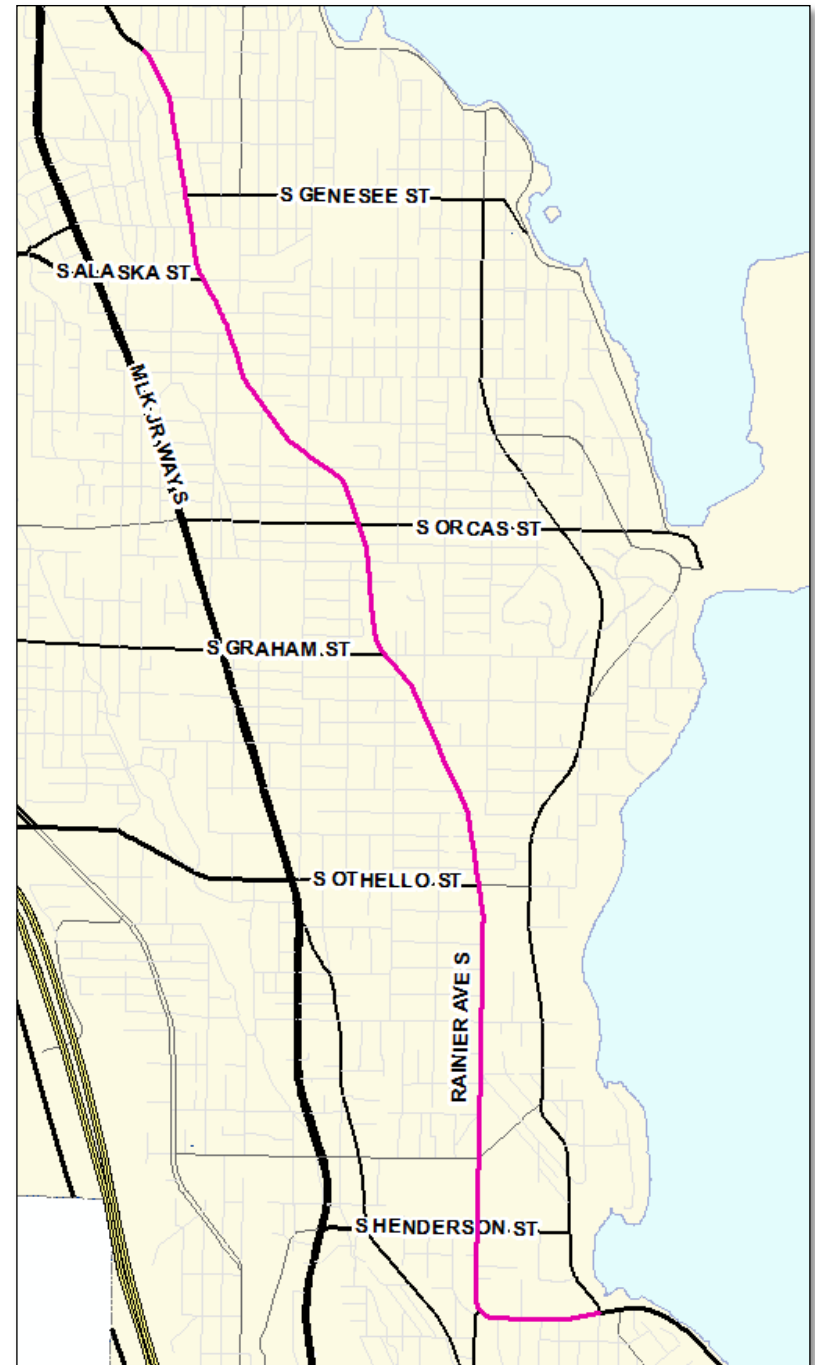 S GENESEE ST
S ALASKA ST
MLK JR WAY S
S ORCAS ST
S GRAHAM ST
S OTHELLO ST
RAINIER AVE S
S HENDERSON ST